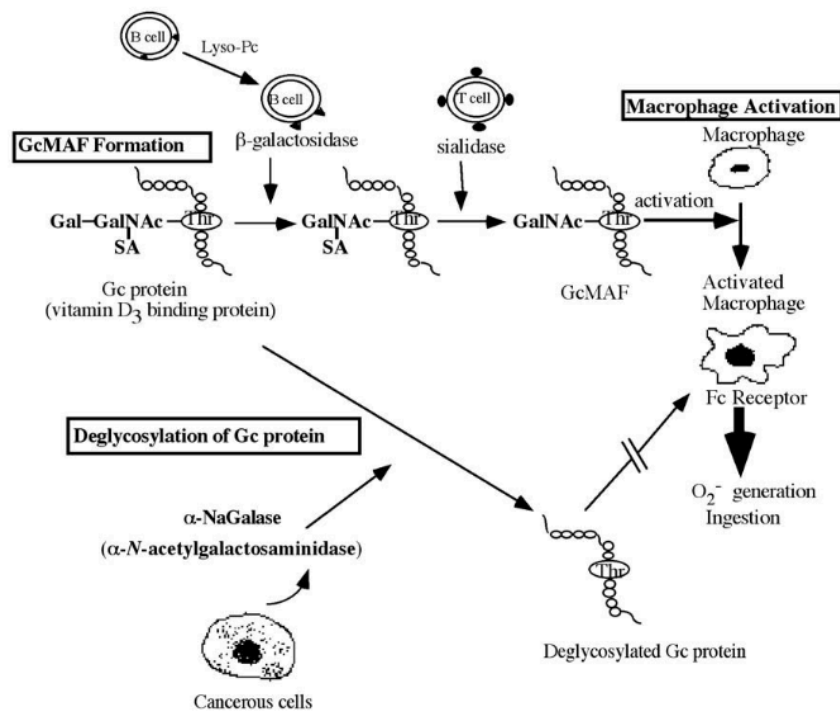 B cell
Lyso-Pc
B cell
T cell
Macrophage Activation
GcMAF Formation
β-galactosidase
sialidase
Macrophage
Gal–GalNAc
Thr
SA
GalNAc
Thr
SA
GalNAc
Thr
activation
Gc protein
(vitamin D3 binding protein)
GcMAF
Activated
Macrophage
Fc Receptor
Deglycosylation of Gc protein
O2- generation
Ingestion
α-NaGalase
(α-N-acetylgalactosaminidase)
Thr
Deglycosylated Gc protein
Cancerous cells